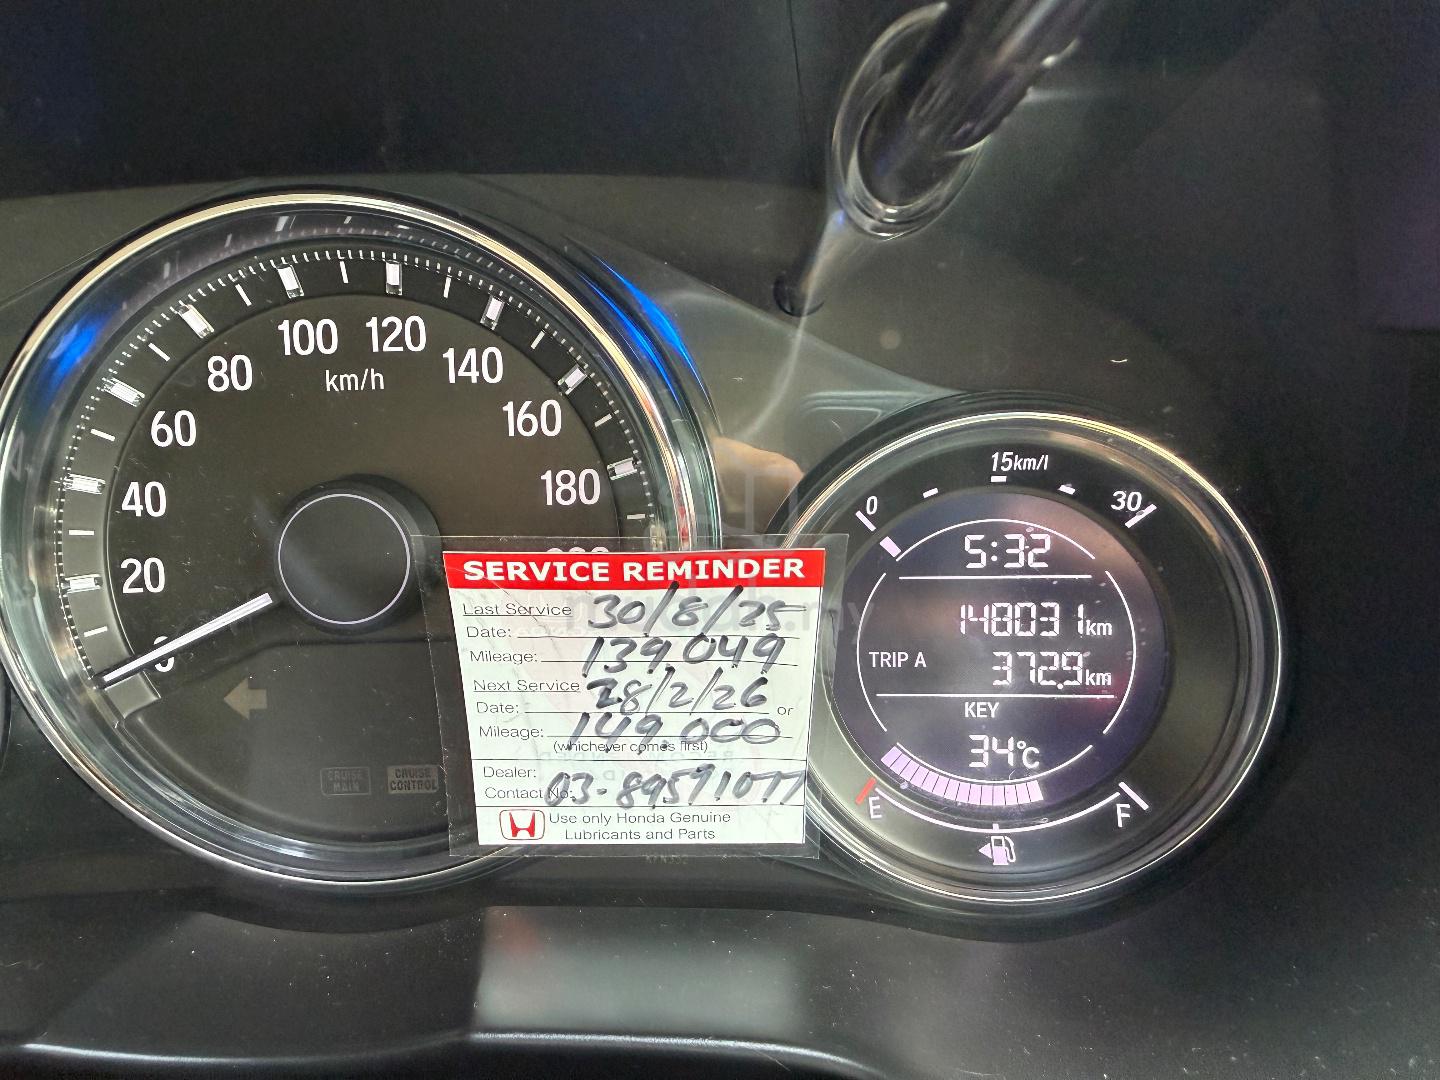 0
20
40
60
80
100
120
140
160
180
km/h
CRUISE MAIN
CRUISE CONTROL
SERVICE REMINDER
Last Service
Date: 30/8/25
Mileage: 139,049
Next Service
Date: 28/2/26 or
Mileage: 149,000
(whichever comes first)
Dealer:
Contact No: 03-89591077
Use only Honda Genuine
Lubricants and Parts
0
15km/l
30
5:32
148031km
TRIP A 372.9km
KEY
34°C
E
F